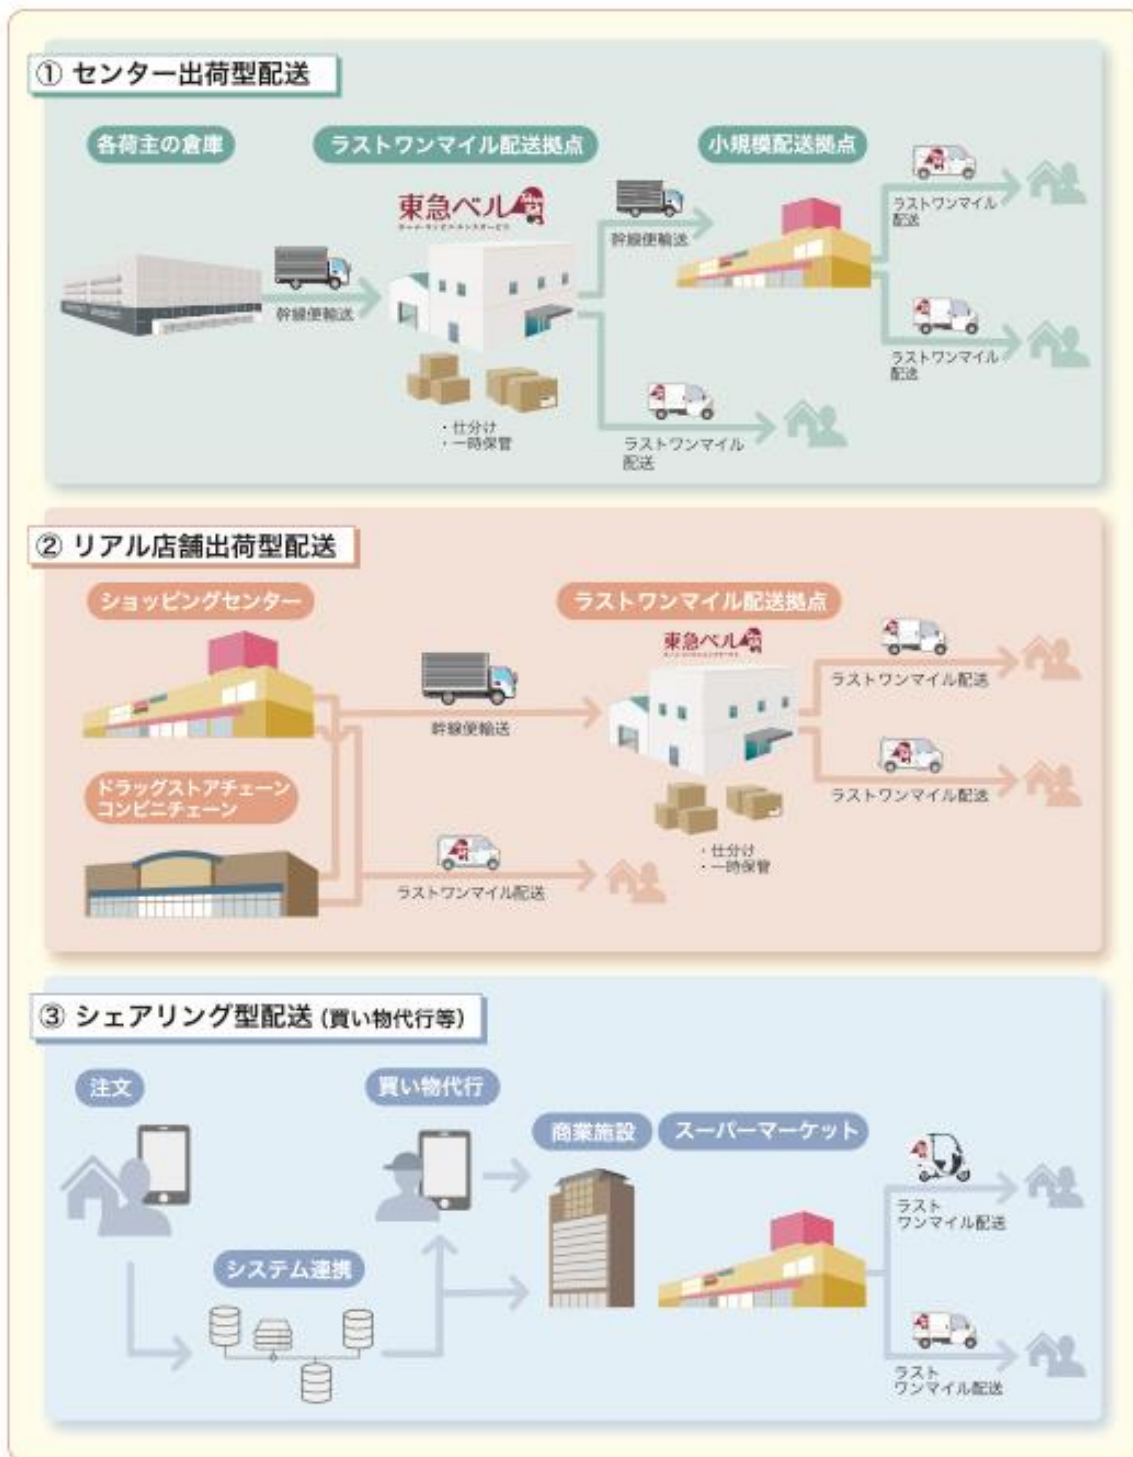 ① センター出荷型配送
各荷主の倉庫
ラストワンマイル配送拠点
小規模配送拠点
東急ベル
幹線便輸送
幹線便輸送
ラストワンマイル
配送
ラストワンマイル
配送
・仕分け
・一時保管
ラストワンマイル
配送
② リアル店舗出荷型配送
ショッピングセンター
ラストワンマイル配送拠点
東急ベル
幹線便輸送
ラストワンマイル配送
ラストワンマイル配送
ドラッグストアチェーン
コンビニチェーン
・仕分け
・一時保管
ラストワンマイル配送
③ シェアリング型配送 (買い物代行等)
注文
買い物代行
商業施設
スーパーマーケット
システム連携
ラスト
ワンマイル配送
ラスト
ワンマイル配送